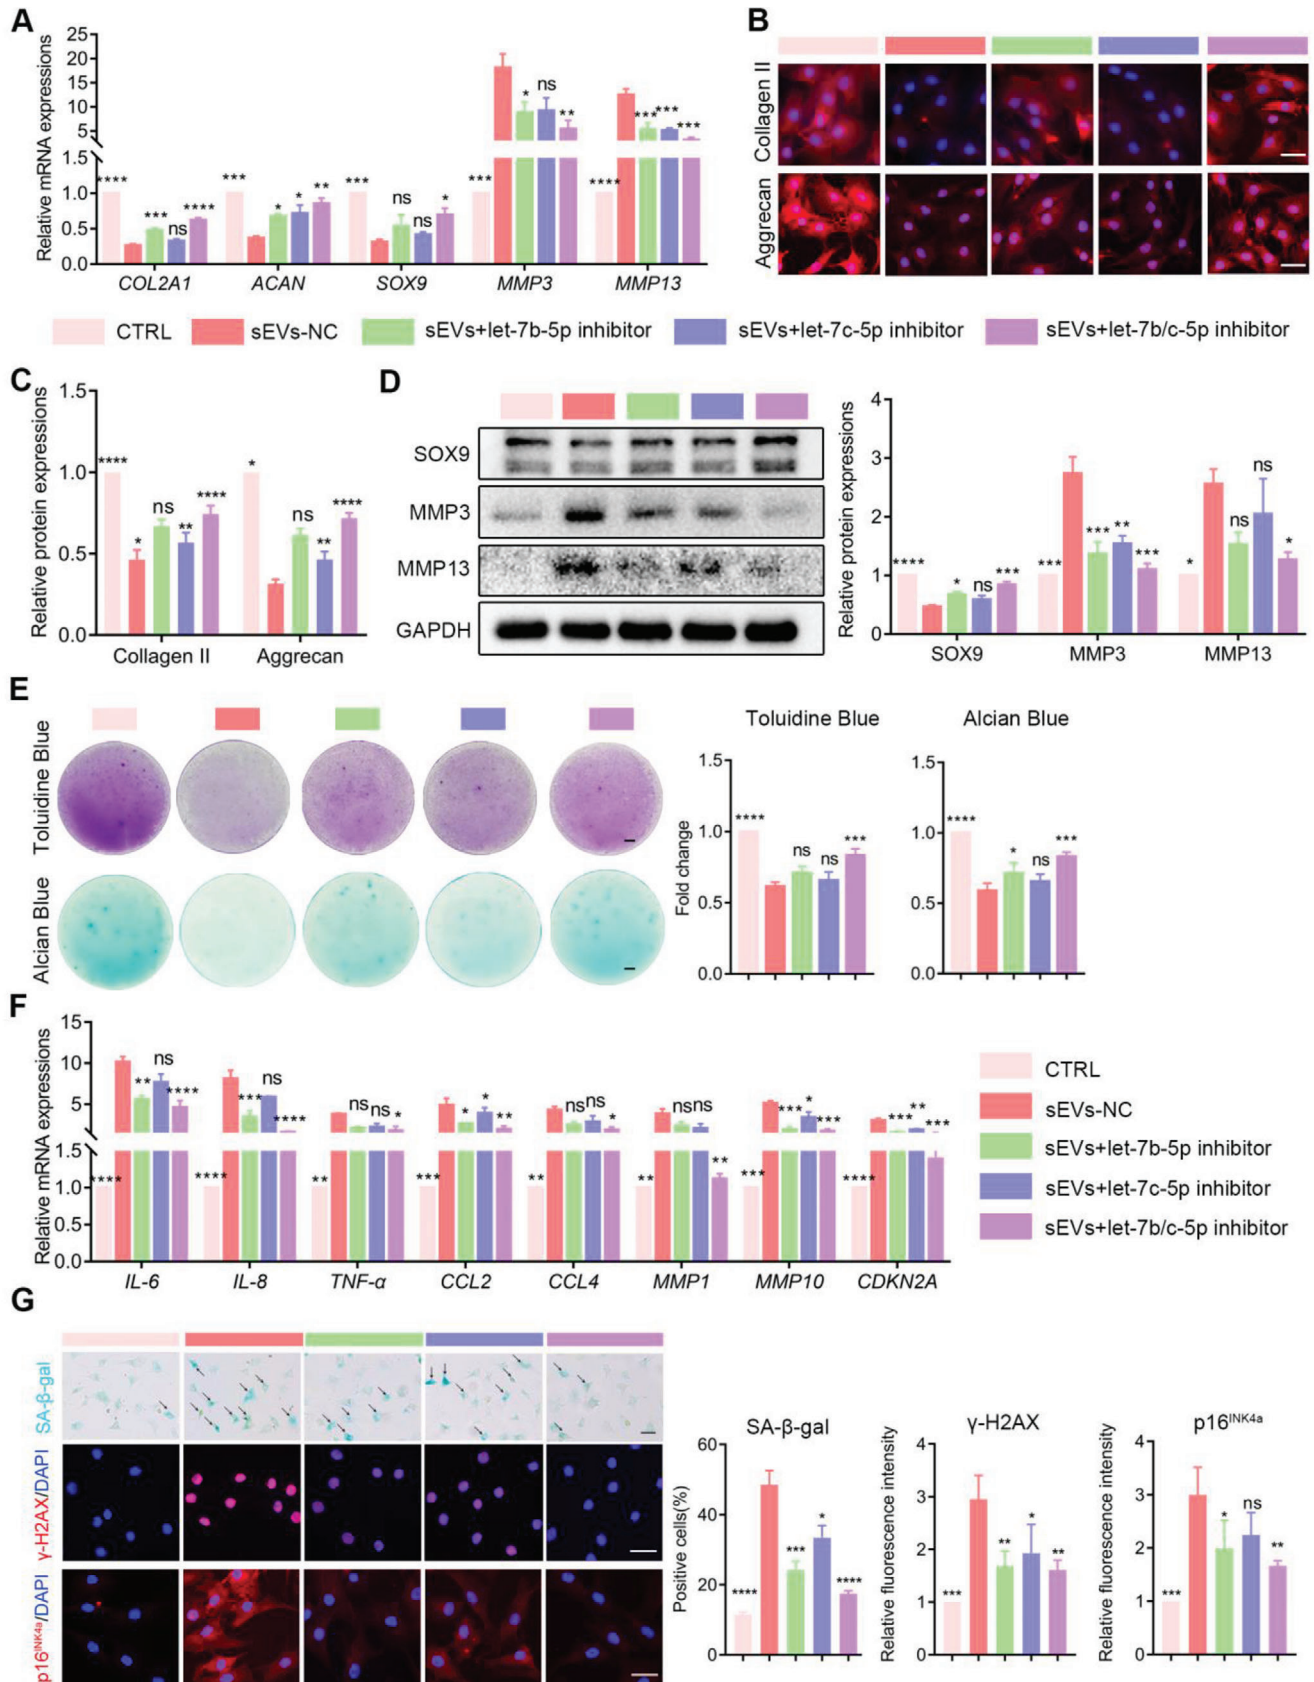 A
Relative mRNA expressions
25
20
15
10
5
1.5
1.0
0.5
0.0
**** *** **** *** * * ** *** ns ns * *** * ns ** **** *** *** ***
COL2A1 ACAN SOX9 MMP3 MMP13
B
Collagen II
Aggrecan
CTRL sEVs-NC sEVs+let-7b-5p inhibitor sEVs+let-7c-5p inhibitor sEVs+let-7b/c-5p inhibitor
C
Relative protein expressions
1.5
1.0
0.5
0.0
**** * ns ** **** * ns ** ****
Collagen II Aggrecan
D
SOX9
MMP3
MMP13
GAPDH
Relative protein expressions
4
3
2
1
0
**** * ns *** *** *** ** *** * ns ns *
SOX9 MMP3 MMP13
E
Toluidine Blue
Alcian Blue
Toluidine Blue
Fold change
1.5
1.0
0.5
0.0
**** ns ns ***
Alcian Blue
1.5
1.0
0.5
0.0
**** * ns ***
F
Relative mRNA expressions
15
10
5
1.5
1.0
0.5
0.0
**** ** ns **** **** *** ns **** ** ns ns * *** * * ** ** ns ns * ** ns ns ** *** *** * *** **** *** ** ***
IL-6 IL-8 TNF-α CCL2 CCL4 MMP1 MMP10 CDKN2A
CTRL
sEVs-NC
sEVs+let-7b-5p inhibitor
sEVs+let-7c-5p inhibitor
sEVs+let-7b/c-5p inhibitor
G
SA-β-gal
γ-H2AX/DAPI
p16INK4a/DAPI
SA-β-gal
Positive cells(%)
60
40
20
0
**** *** * ****
γ-H2AX
Relative fluorescence intensity
4
3
2
1
0
*** ** * **
p16INK4a
Relative fluorescence intensity
4
3
2
1
0
*** * ns **